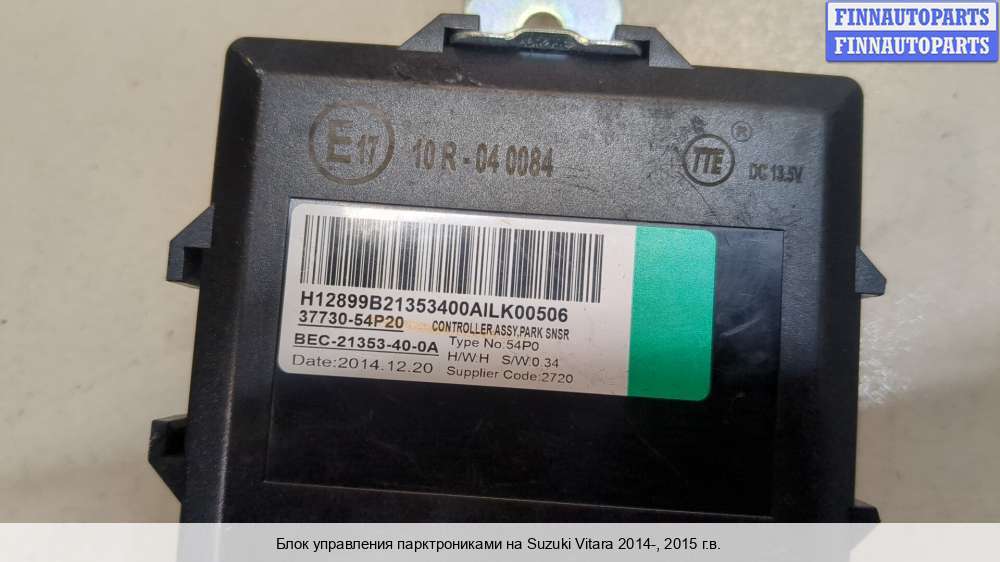 FINNAUTOPARTS
FINNAUTOPARTS
E17
10 R - 04 0084
TTE ®
DC 13.5V
H12899B21353400AILK00506
37730-54P20 CONTROLLER ASSY,PARK SNSR
BEC-21353-40-0A Type No.54P0
H/W:H S/W:0.34
Date:2014.12.20 Supplier Code:2720
Блок управления парктрониками на Suzuki Vitara 2014-, 2015 г.в.